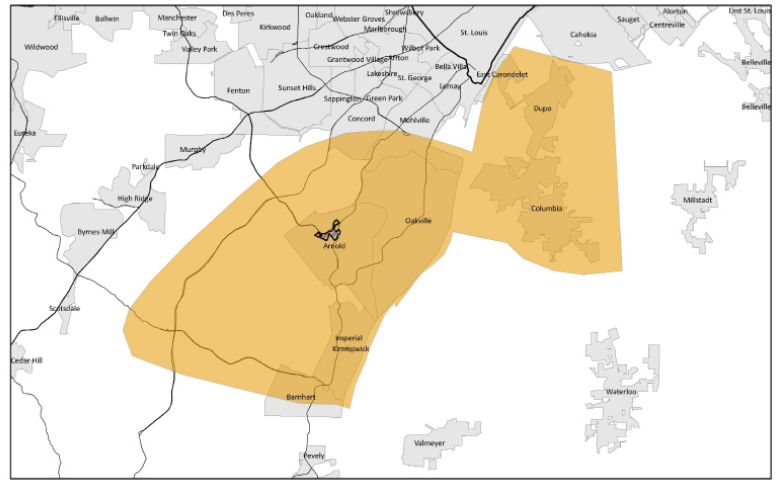 Ellisville
Ballwin
Manchester
Des Peres
Oakland
Shrewsbury
Webster Groves
Alorton
East St. Louis
Sauget
Centreville
Wildwood
Twin Oaks
Kirkwood
Marlborough
St. Louis
Cahokia
Valley Park
Crestwood
Wilbur Park
Grantwood Village
Afton
Bella Villa
Belleville
Lakeshire
St. George
East Carondelet
Fenton
Sunset Hills
Lemay
Sappington
Green Park
Dupo
Belleville
Eureka
Concord
Mehlville
Murphy
Parkdale
High Ridge
Millstadt
Columbia
Oakville
Byrnes Mill
Arnold
Scotsdale
Imperial
Kimmswick
Cedar Hill
Waterloo
Barnhart
Valmeyer
Pevely